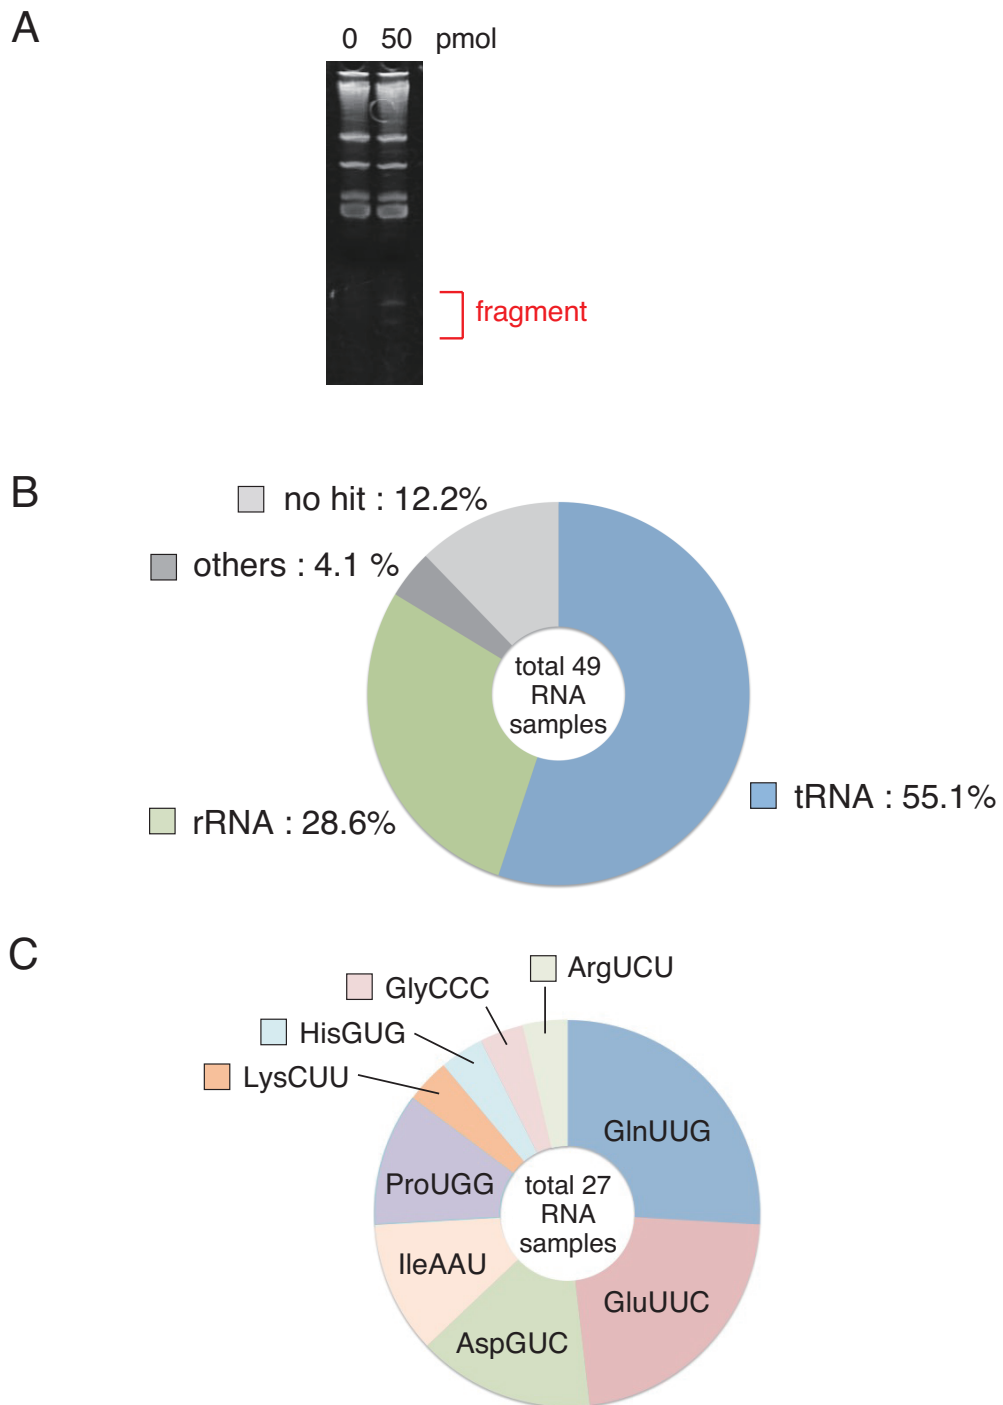 A
0 50 pmol
fragment
B
no hit : 12.2%
others : 4.1 %
total 49
RNA
samples
tRNA : 55.1%
rRNA : 28.6%
C
ArgUCU
GlyCCC
HisGUG
LysCUU
GlnUUG
ProUGG
total 27
RNA
samples
IleAAU
GluUUC
AspGUC